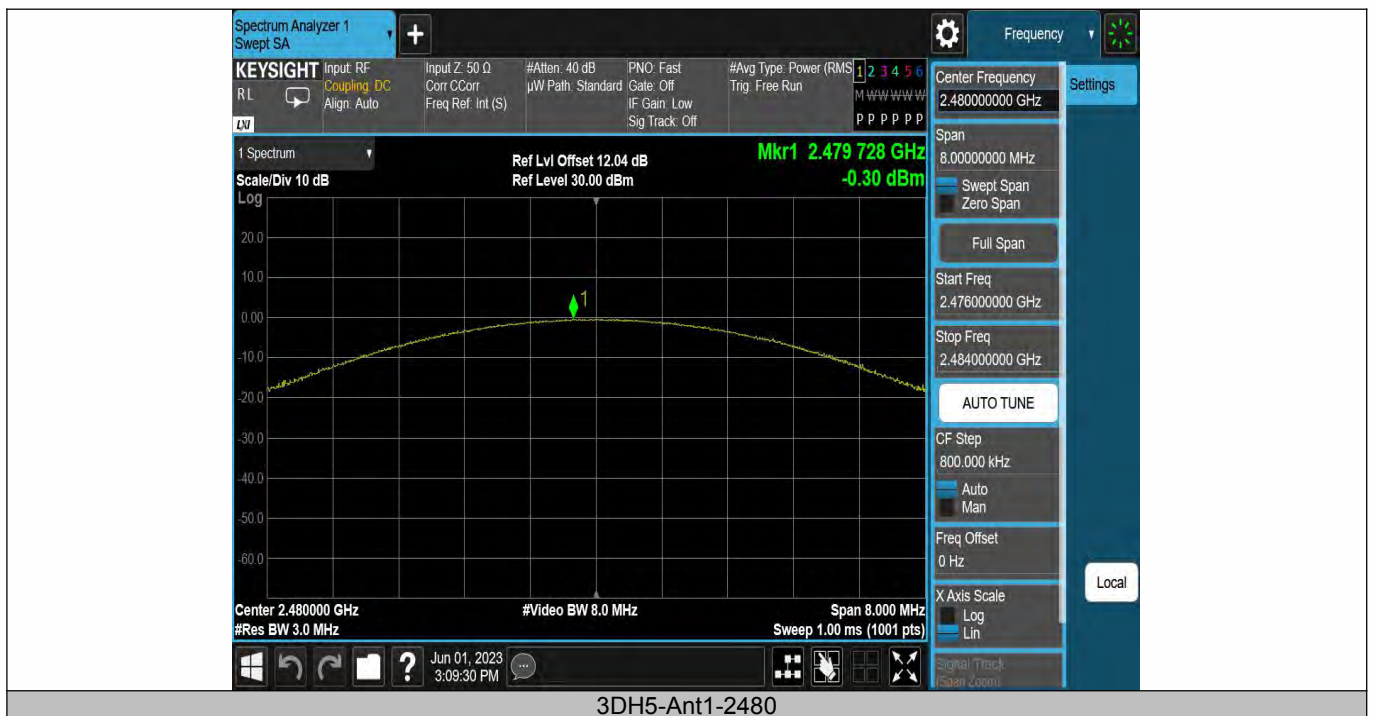 Spectrum Analyzer 1
Swept SA
+
Frequency
KEYSIGHT
RL
LXI
Input: RF
Coupling: DC
Align: Auto
Input Z: 50 Ω
Corr CCorr
Freq Ref: Int (S)
#Atten: 40 dB
µW Path: Standard
PNO: Fast
Gate: Off
IF Gain: Low
Sig Track: Off
#Avg Type: Power (RMS
Trig: Free Run
1 2 3 4 5 6
M W W W W W
P P P P P P
1 Spectrum
Scale/Div 10 dB
Log
Ref Lvl Offset 12.04 dB
Ref Level 30.00 dBm
Mkr1 2.479 728 GHz
-0.30 dBm
20.0
10.0
0.00
-10.0
-20.0
-30.0
-40.0
-50.0
-60.0
1
Center 2.480000 GHz
#Res BW 3.0 MHz
#Video BW 8.0 MHz
Span 8.000 MHz
Sweep 1.00 ms (1001 pts)
Center Frequency
2.480000000 GHz
Settings
Span
8.00000000 MHz
Swept Span
Zero Span
Full Span
Start Freq
2.476000000 GHz
Stop Freq
2.484000000 GHz
AUTO TUNE
CF Step
800.000 kHz
Auto
Man
Freq Offset
0 Hz
Local
X Axis Scale
Log
Lin
Signal Track
(Span Zoom)
?
Jun 01, 2023
3:09:30 PM
3DH5-Ant1-2480